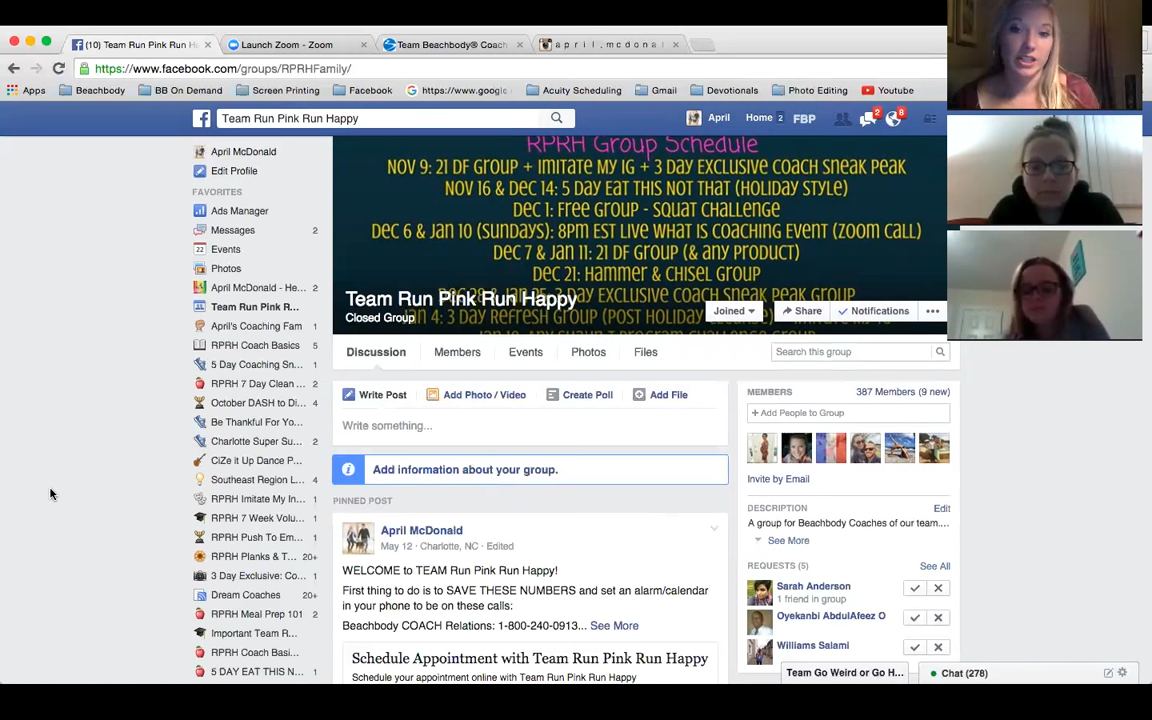 (10) Team Run Pink Run H
Launch Zoom - Zoom
Team Beachbody® Coach
april.mcdonal
https://www.facebook.com/groups/RPRHFamily/
Apps
Beachbody
BB On Demand
Screen Printing
Facebook
https://www.google
Acuity Scheduling
Gmail
Devotionals
Photo Editing
Youtube
Team Run Pink Run Happy
April
Home 2
FBP
2
8
April McDonald
Edit Profile
FAVORITES
Ads Manager
Messages 2
22 Events
Photos
April McDonald - He... 2
Team Run Pink R...
April's Coaching Fam 1
RPRH Coach Basics 5
5 Day Coaching Sn... 1
RPRH 7 Day Clean ... 2
October DASH to Di... 4
Be Thankful For Yo...
Charlotte Super Su... 2
CiZe it Up Dance P...
Southeast Region L... 4
RPRH Imitate My In... 1
RPRH 7 Week Volu... 1
RPRH Push To Em... 1
RPRH Planks & T... 20+
3 Day Exclusive: Co... 1
Dream Coaches 20+
RPRH Meal Prep 101 2
Important Team R...
RPRH Coach Basi...
5 DAY EAT THIS N... 1
RPRH Group Schedule
Nov 9: 21 DF Group + Imitate My IG + 3 Day Exclusive Coach Sneak Peak
Nov 16 & Dec 14: 5 Day Eat This Not That (Holiday Style)
Dec 1: Free Group - Squat Challenge
Dec 6 & Jan 10 (Sundays): 8pm EST Live What is Coaching Event (Zoom Call)
Dec 7 & Jan 11: 21 DF Group (& any product)
Dec 21: Hammer & Chisel Group
3 Day Exclusive Coach Sneak Peak Group
Jan 4: 3 Day Refresh Group (Post Holiday
Team Run Pink Run Happy
Closed Group
Joined
Share
Notifications
Discussion
Members
Events
Photos
Files
Search this group
Write Post
Add Photo / Video
Create Poll
Add File
Write something...
Add information about your group.
PINNED POST
April McDonald
May 12 · Charlotte, NC · Edited
WELCOME to TEAM Run Pink Run Happy!
First thing to do is to SAVE THESE NUMBERS and set an alarm/calendar
in your phone to be on these calls:
Beachbody COACH Relations: 1-800-240-0913... See More
Schedule Appointment with Team Run Pink Run Happy
Schedule your appointment online with Team Run Pink Run Happy
MEMBERS
387 Members (9 new)
+ Add People to Group
Invite by Email
DESCRIPTION
Edit
A group for Beachbody Coaches of our team....
See More
REQUESTS (5)
See All
Sarah Anderson
1 friend in group
Oyekanbi AbdulAfeez O
Williams Salami
Team Go Weird or Go H...
Chat (278)